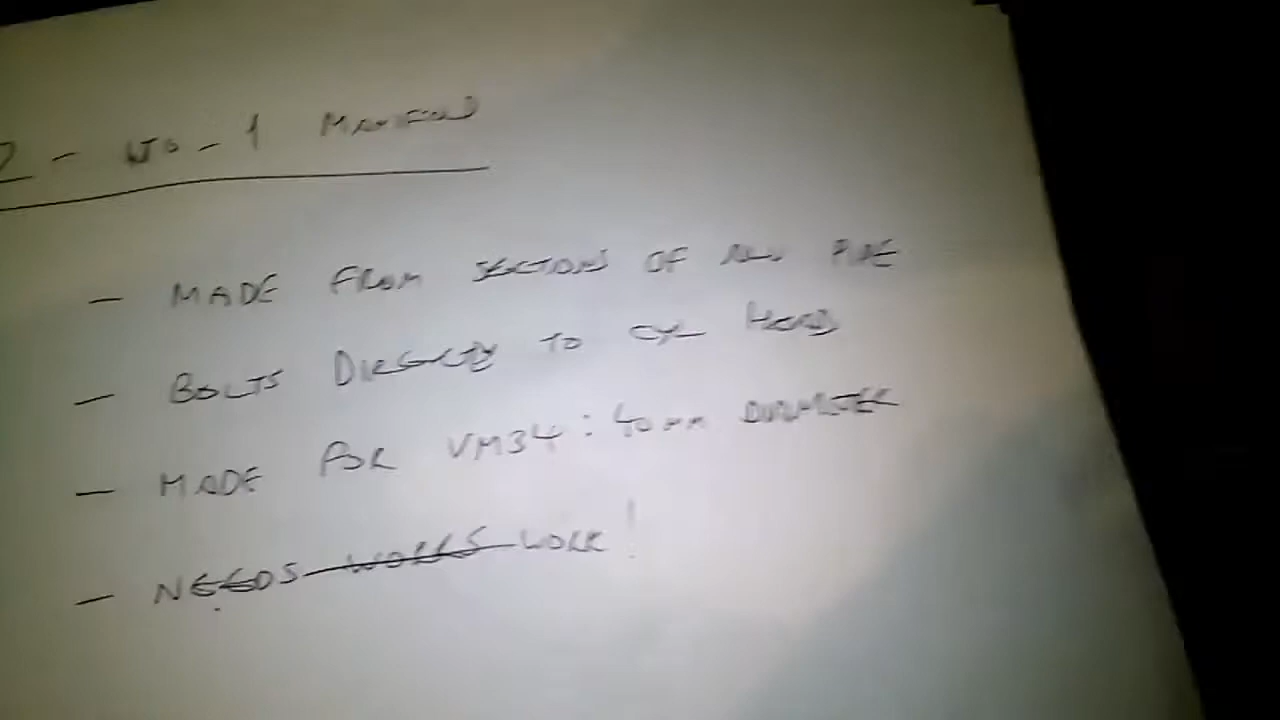 2 - INTO - 1 MANIFOLD
- MADE FROM SECTIONS OF ALU PIPE
- BOLTS DIRECTLY TO CYL HEAD
- MADE FOR VM34 : 40mm DIAMETER
- NEEDS WORKS WORK!